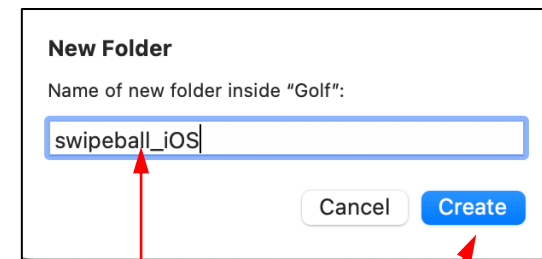 New Folder
Name of new folder inside “Golf”:
swipeball_iOS
Cancel Create